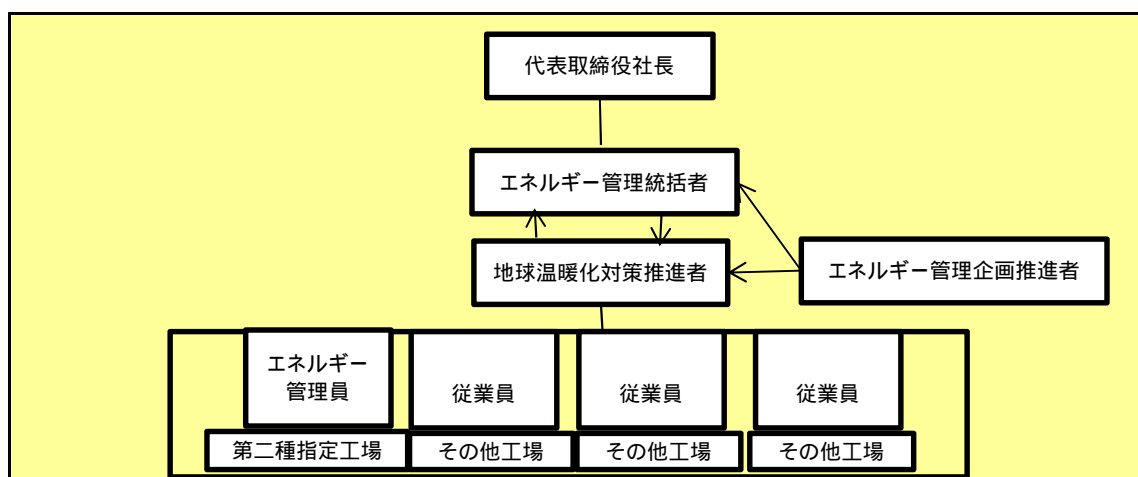 代表取締役社長
エネルギー管理統括者
地球温暖化対策推進者
エネルギー管理企画推進者
エネルギー
管理員
従業員
従業員
従業員
第二種指定工場
その他工場
その他工場
その他工場